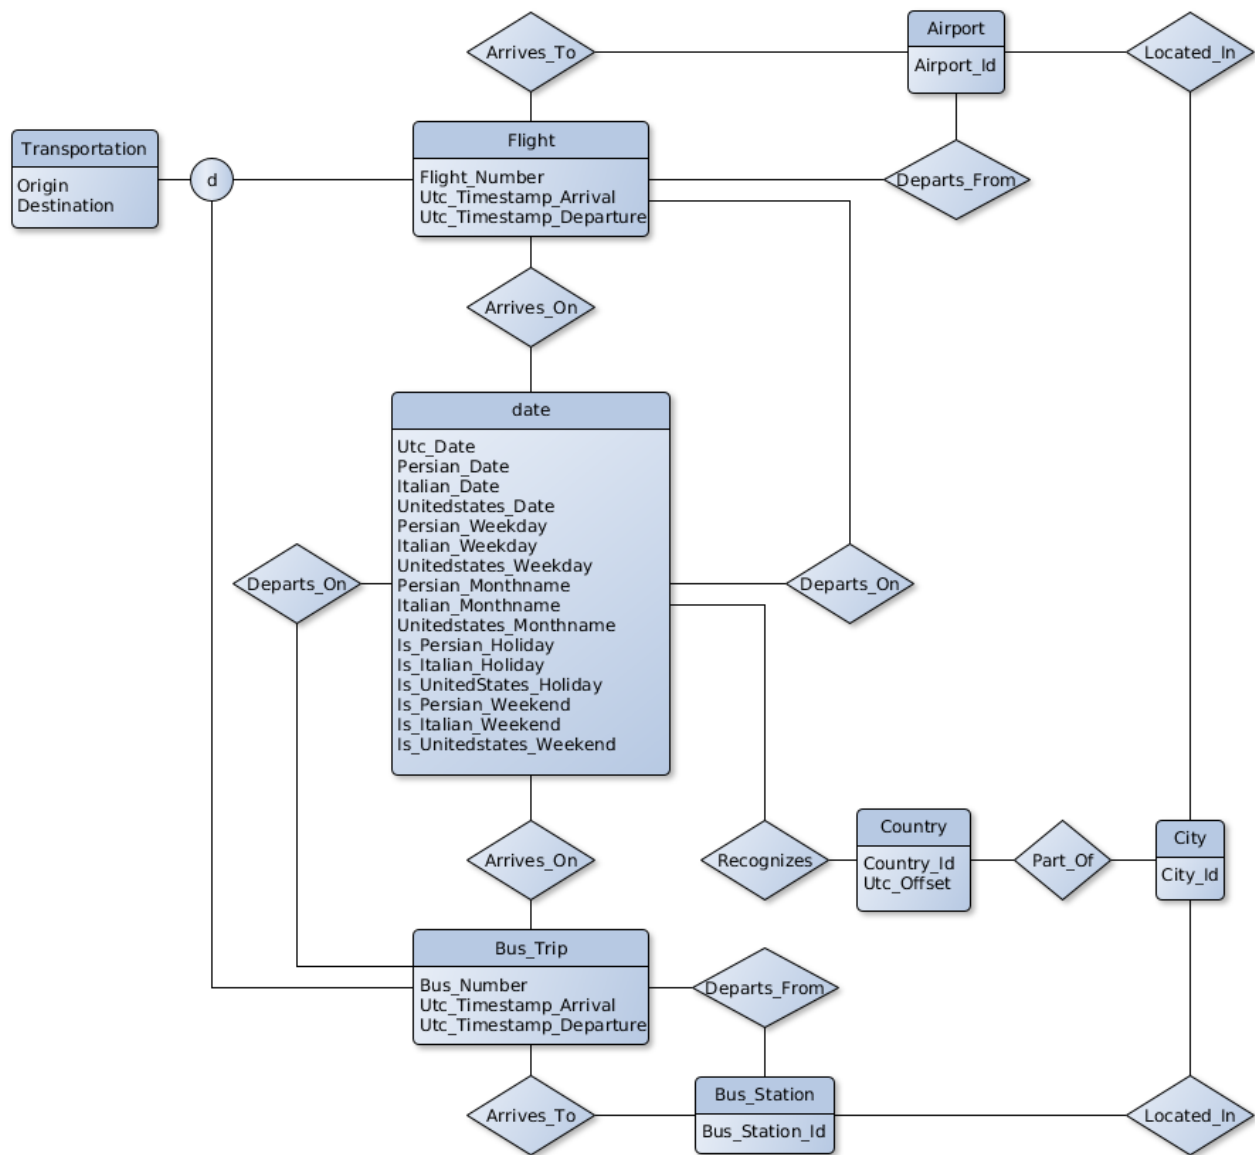 Airport
Airport_Id
Arrives_To
Located_In
Flight
Flight_Number
Utc_Timestamp_Arrival
Utc_Timestamp_Departure
Transportation
Origin
Destination
d
Departs_From
Arrives_On
date
Utc_Date
Persian_Date
Italian_Date
Unitedstates_Date
Persian_Weekday
Italian_Weekday
Unitedstates_Weekday
Persian_Monthname
Italian_Monthname
Unitedstates_Monthname
Is_Persian_Holiday
Is_Italian_Holiday
Is_UnitedStates_Holiday
Is_Persian_Weekend
Is_Italian_Weekend
Is_Unitedstates_Weekend
Departs_On
Departs_On
Arrives_On
Recognizes
Country
Country_Id
Utc_Offset
Part_Of
City
City_Id
Bus_Trip
Bus_Number
Utc_Timestamp_Arrival
Utc_Timestamp_Departure
Departs_From
Arrives_To
Bus_Station
Bus_Station_Id
Located_In